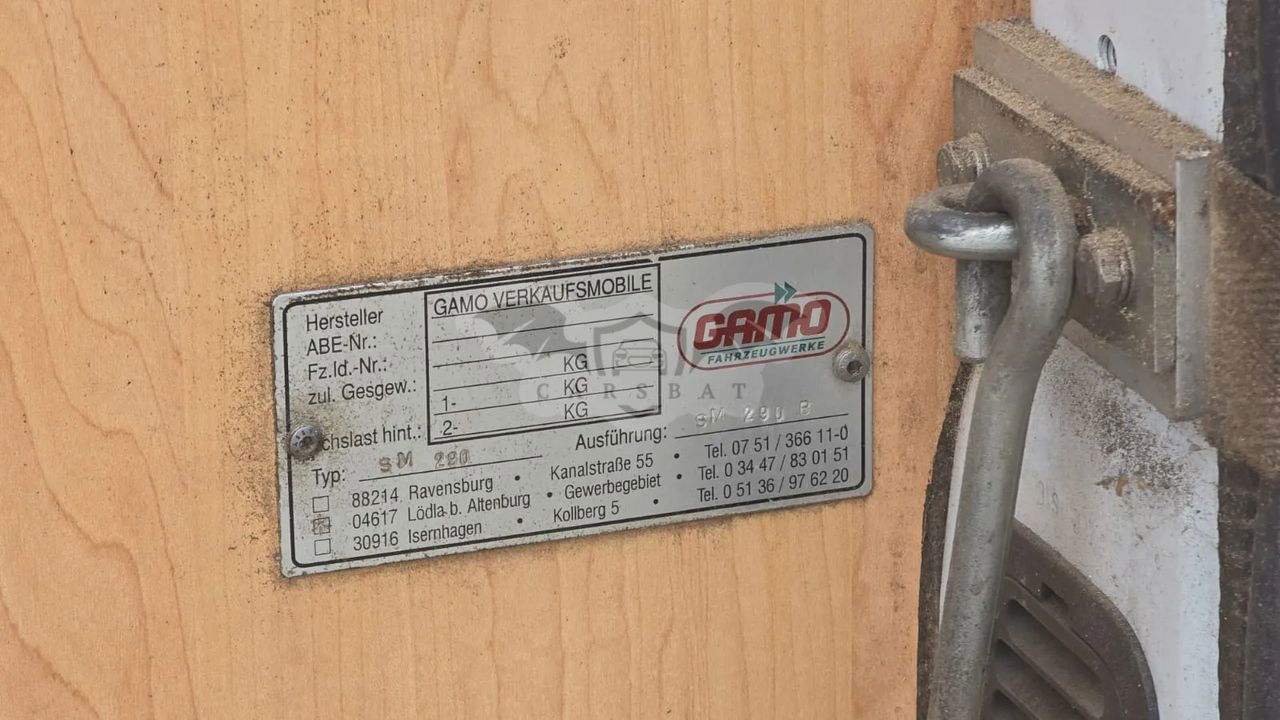 Hersteller GAMO VERKAUFSMOBILE
ABE-Nr.:
Fz.Id.-Nr.:
zul. Gesgew.: KG
1- KG
chslast hint.: 2- KG
GAMO
FAHRZEUGWERKE
CARSBAT
Typ: SM 290 Ausführung: SM 290 B
88214 Ravensburg • Kanalstraße 55 • Tel. 07 51 / 366 11-0
04617 Lödla b. Altenburg • Gewerbegebiet • Tel. 0 34 47 / 83 01 51
30916 Isernhagen • Kollberg 5 • Tel. 0 51 36 / 97 62 20